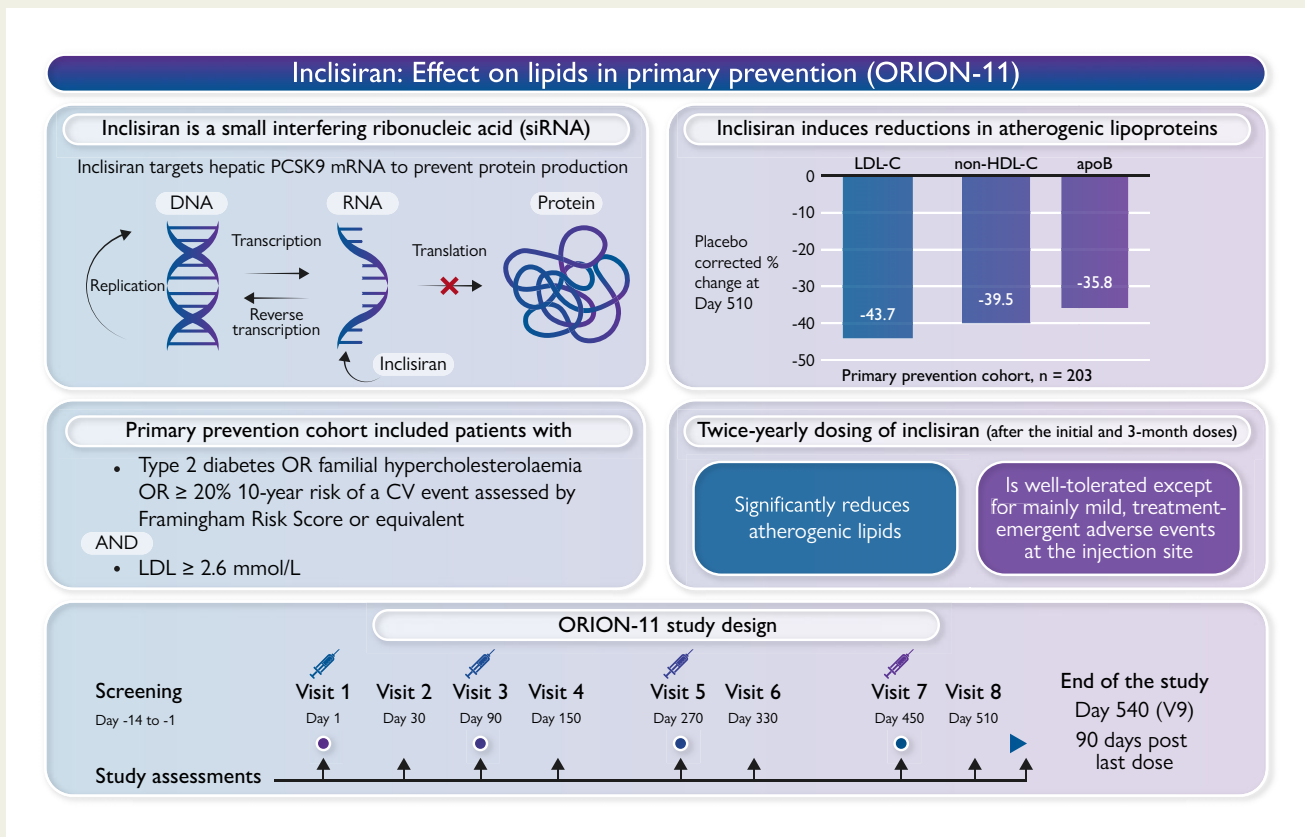 Inclisiran: Effect on lipids in primary prevention (ORION-11)
Inclisiran is a small interfering ribonucleic acid (siRNA)
Inclisiran targets hepatic PCSK9 mRNA to prevent protein production
DNA
RNA
Protein
Replication
Transcription
Reverse
transcription
Translation
Inclisiran
Inclisiran induces reductions in atherogenic lipoproteins
LDL-C
non-HDL-C
apoB
Placebo
corrected %
change at
Day 510
0
-10
-20
-30
-40
-50
-43.7
-39.5
-35.8
Primary prevention cohort, n = 203
Primary prevention cohort included patients with
• Type 2 diabetes OR familial hypercholesterolaemia
OR ≥ 20% 10-year risk of a CV event assessed by
Framingham Risk Score or equivalent
AND
• LDL ≥ 2.6 mmol/L
Twice-yearly dosing of inclisiran (after the initial and 3-month doses)
Significantly reduces
atherogenic lipids
Is well-tolerated except
for mainly mild, treatment-
emergent adverse events
at the injection site
ORION-11 study design
Screening
Day -14 to -1
Visit 1
Day 1
Visit 2
Day 30
Visit 3
Day 90
Visit 4
Day 150
Visit 5
Day 270
Visit 6
Day 330
Visit 7
Day 450
Visit 8
Day 510
End of the study
Day 540 (V9)
90 days post
last dose
Study assessments